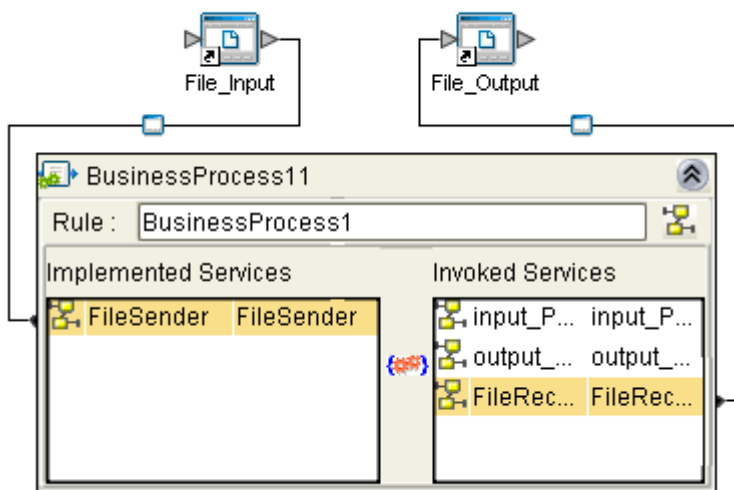 File_Input File_Output
BusinessProcess11
Rule : BusinessProcess1
Implemented Services Invoked Services
FileSender FileSender
input_P... input_P...
output_... output_...
FileRec... FileRec...